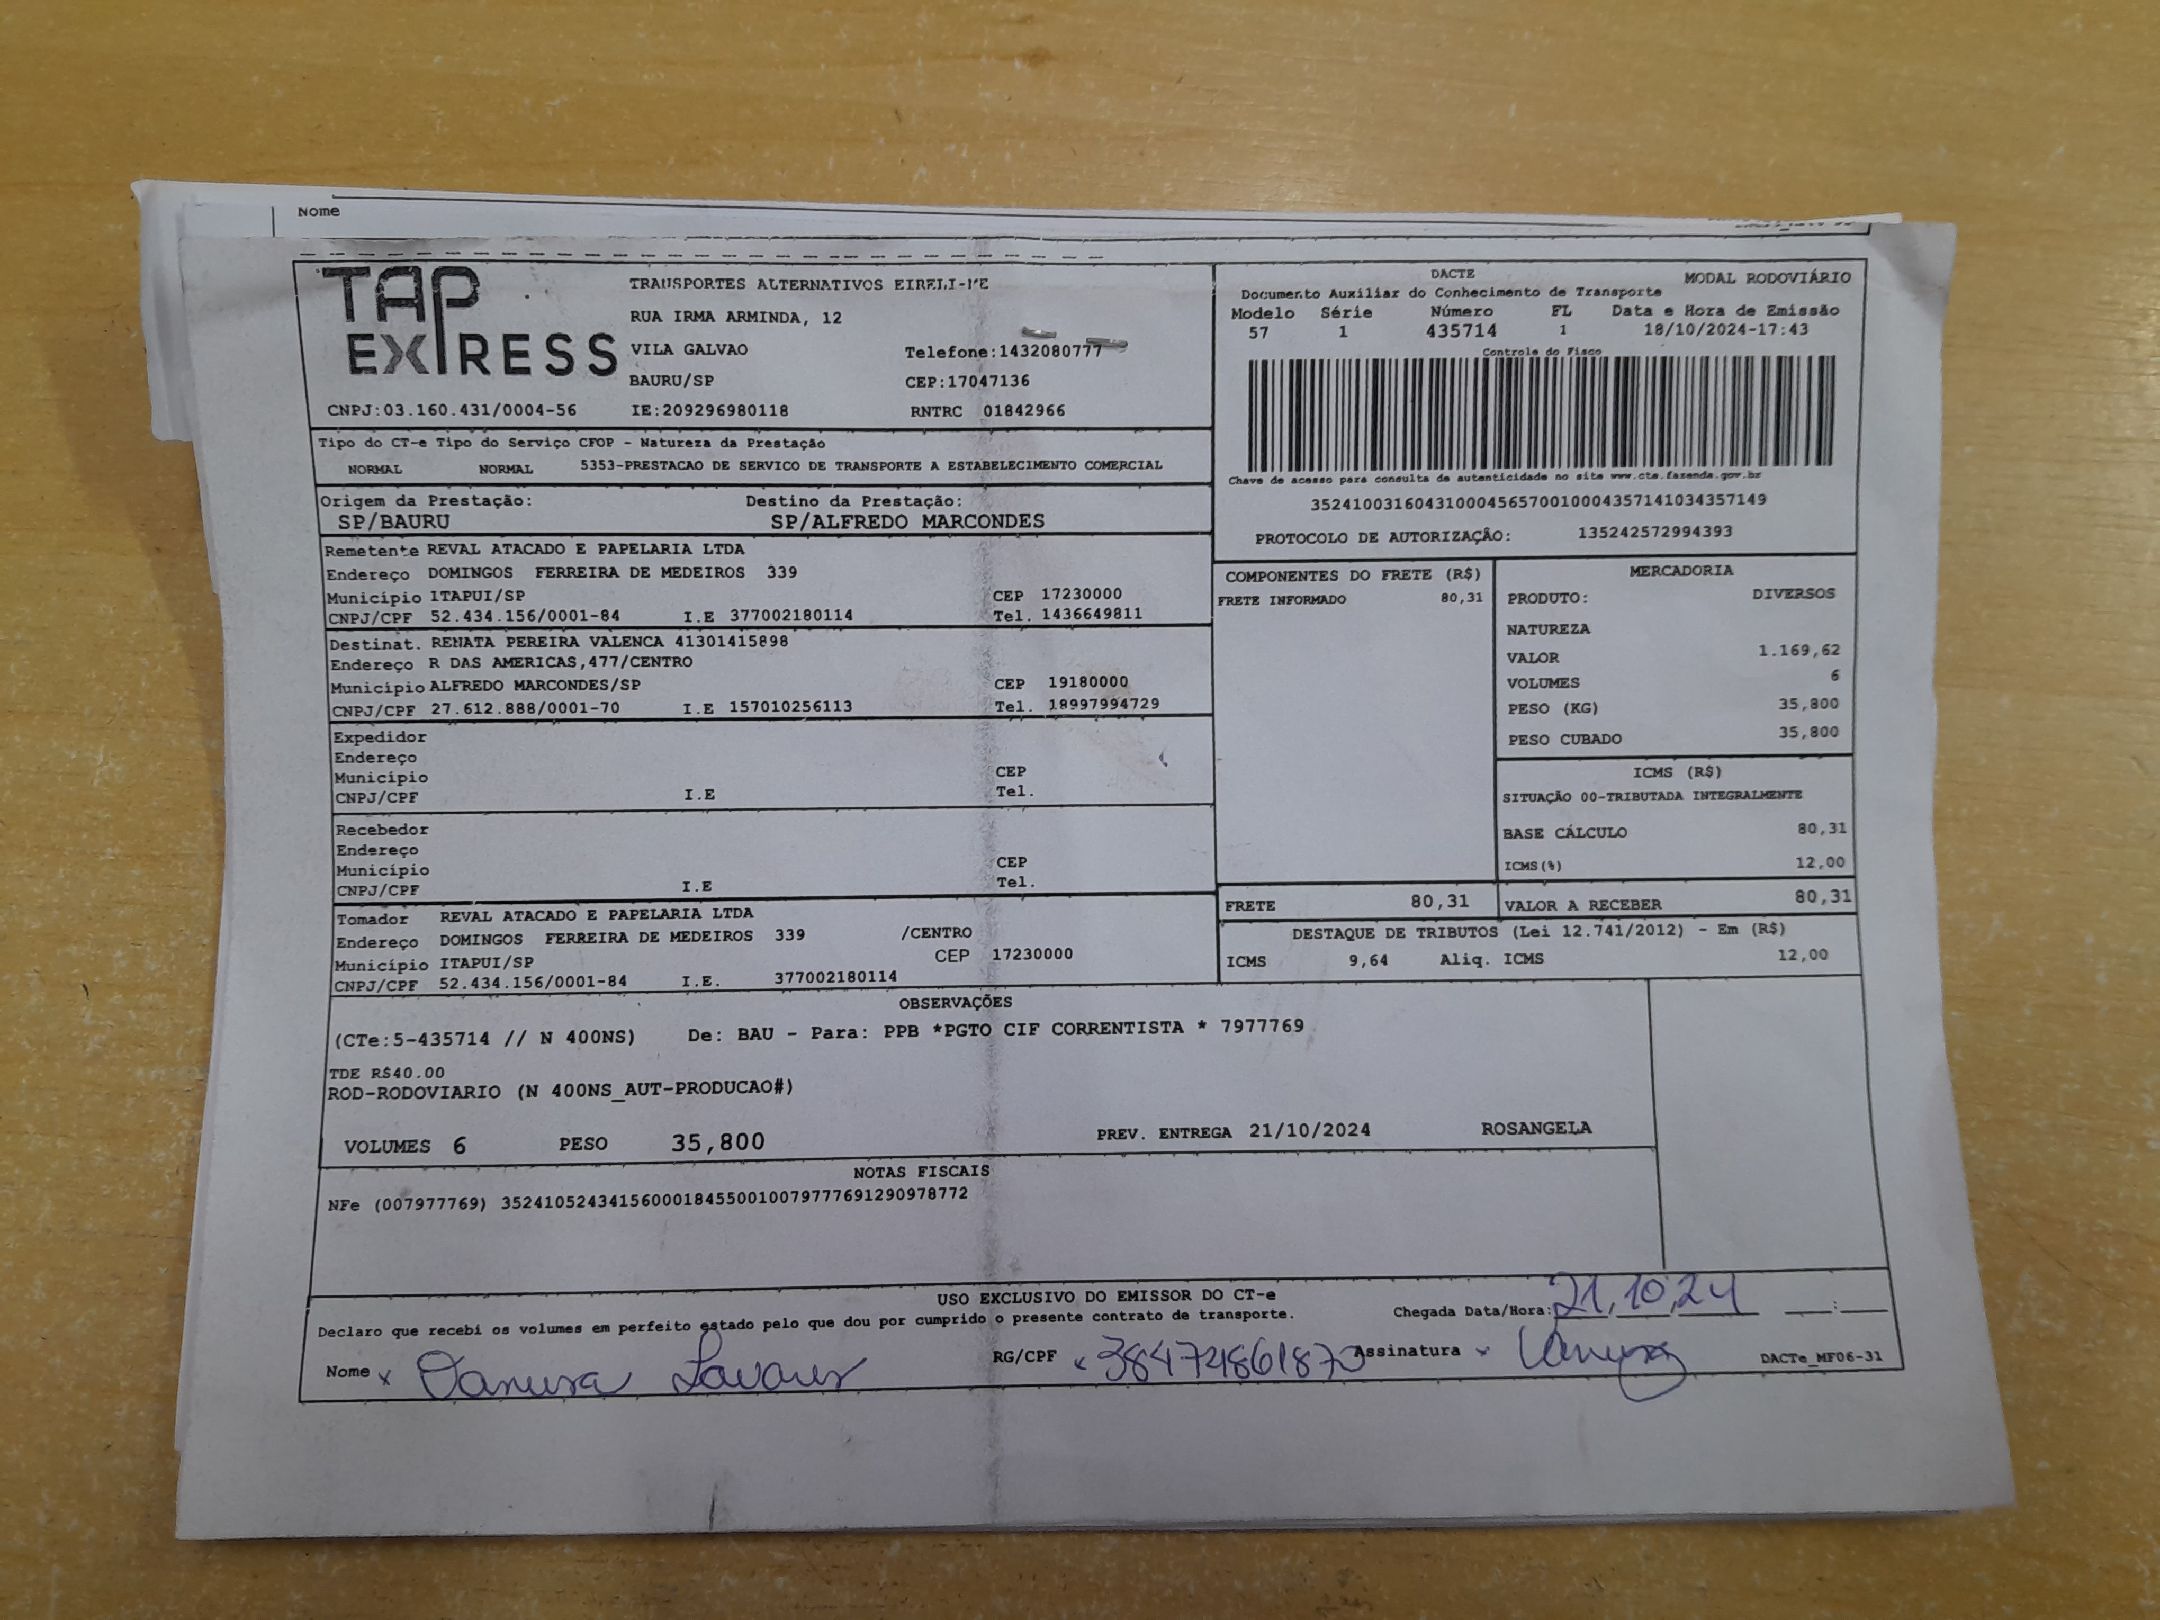 Nome
TAP EXPRESS
TRANSPORTES ALTERNATIVOS EIRELI-ME
RUA IRMA ARMINDA, 12
VILA GALVAO Telefone:1432080777
BAURU/SP CEP:17047136
CNPJ:03.160.431/0004-56 IE:209296980118 RNTRC 01842966
DACTE MODAL RODOVIÁRIO
Documento Auxiliar do Conhecimento de Transporte
Modelo Série Número FL Data e Hora de Emissão
57 1 435714 1 18/10/2024-17:43
Controle do Fisco
Chave de acesso para consulta de autenticidade no site www.cte.fazenda.gov.br
35241003160431000456570010004357141034357149
PROTOCOLO DE AUTORIZAÇÃO: 135242572994393
Tipo do CT-e Tipo do Serviço CFOP - Natureza da Prestação
NORMAL NORMAL 5353-PRESTACAO DE SERVICO DE TRANSPORTE A ESTABELECIMENTO COMERCIAL
Origem da Prestação: Destino da Prestação:
SP/BAURU SP/ALFREDO MARCONDES
Remetente REVAL ATACADO E PAPELARIA LTDA
Endereço DOMINGOS FERREIRA DE MEDEIROS 339
Município ITAPUI/SP CEP 17230000
CNPJ/CPF 52.434.156/0001-84 I.E 377002180114 Tel. 1436649811
Destinat. RENATA PEREIRA VALENCA 41301415898
Endereço R DAS AMERICAS,477/CENTRO
Município ALFREDO MARCONDES/SP CEP 19180000
CNPJ/CPF 27.612.888/0001-70 I.E 157010256113 Tel. 18997994729
Expedidor
Endereço
Município CEP
CNPJ/CPF I.E Tel.
Recebedor
Endereço
Município CEP
CNPJ/CPF I.E Tel.
Tomador REVAL ATACADO E PAPELARIA LTDA
Endereço DOMINGOS FERREIRA DE MEDEIROS 339 /CENTRO
Município ITAPUI/SP CEP 17230000
CNPJ/CPF 52.434.156/0001-84 I.E. 377002180114
COMPONENTES DO FRETE (R$)
FRETE INFORMADO 80,31
MERCADORIA
PRODUTO: DIVERSOS
NATUREZA
VALOR 1.169,62
VOLUMES 6
PESO (KG) 35,800
PESO CUBADO 35,800
ICMS (R$)
SITUAÇÃO 00-TRIBUTADA INTEGRALMENTE
BASE CÁLCULO 80,31
ICMS(%) 12,00
FRETE 80,31 VALOR A RECEBER 80,31
DESTAQUE DE TRIBUTOS (Lei 12.741/2012) - Em (R$)
ICMS 9,64 Aliq. ICMS 12,00
OBSERVAÇÕES
(CTe:5-435714 // N 400NS) De: BAU - Para: PPB *PGTO CIF CORRENTISTA * 7977769
TDE R$40.00
ROD-RODOVIARIO (N 400NS_AUT-PRODUCAO#)
VOLUMES 6 PESO 35,800 PREV. ENTREGA 21/10/2024 ROSANGELA
NOTAS FISCAIS
NFe (007977769) 35241052434156000184550010079777691290978772
USO EXCLUSIVO DO EMISSOR DO CT-e
Declaro que recebi os volumes em perfeito estado pelo que dou por cumprido o presente contrato de transporte. Chegada Data/Hora: 21,10,24 __:__
Nome x RG/CPF x 38474861870 Assinatura x DACTe_MF06-31